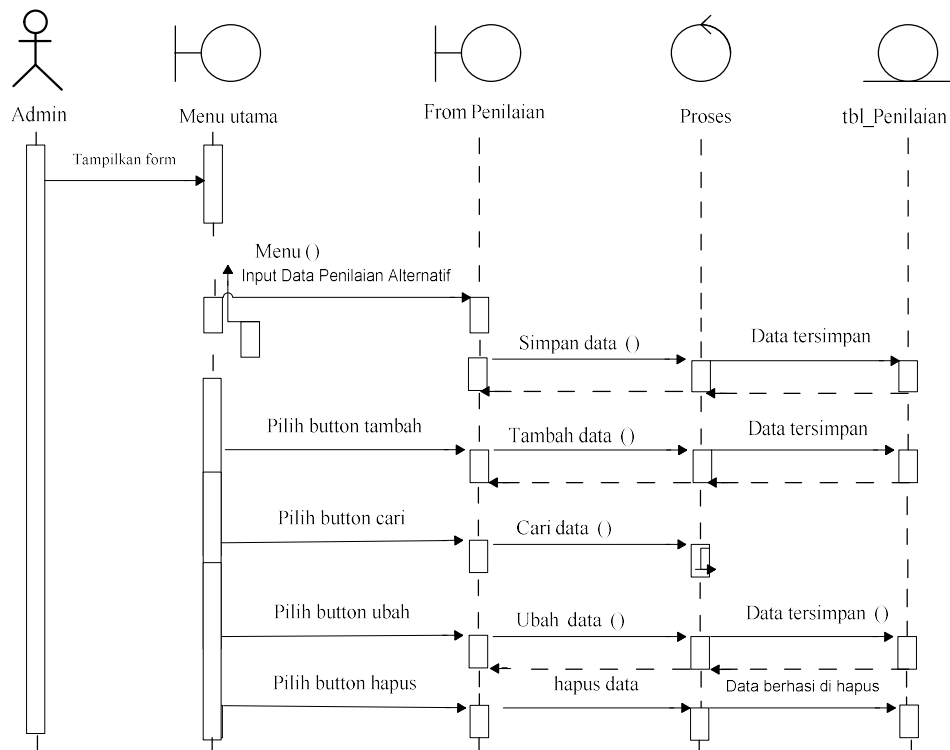 Admin
Menu utama
From Penilaian
Proses
tbl_Penilaian
Tampilkan form
Menu ()
Input Data Penilaian Alternatif
Simpan data ()
Data tersimpan
Pilih button tambah
Tambah data ()
Data tersimpan
Pilih button cari
Cari data ()
Pilih button ubah
Ubah data ()
Data tersimpan ()
Pilih button hapus
hapus data
Data berhasi di hapus